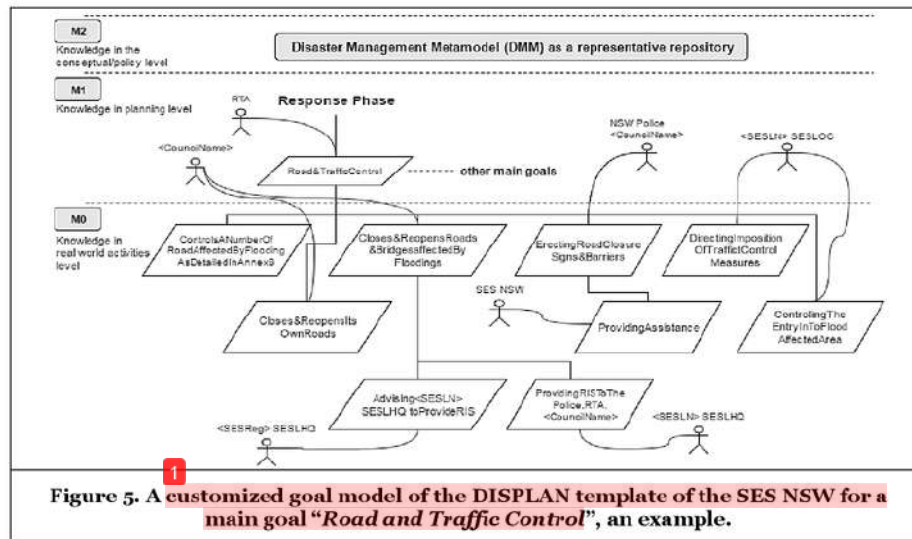 M2
Knowledge in the
conceptual/policy level
Disaster Management Metamodel (DMM) as a representative repository
M1
Knowledge in planning level
RTA
Response Phase
<CouncilName>
NSW Police
<CouncilName>
<SESLN> SESLOC
Road&TrafficControl
other main goals
M0
Knowledge in
real world activities
level
ControlsANumberOf
RoadAffectedByFlooding
AsDetailedInAnnex9
Closes&ReopensRoads
&BridgesaffectedBy
Floodings
ErectingRoadClosure
Signs&Barriers
DirectingImposition
OfTrafficControl
Measures
SES NSW
Closes&ReopensIts
OwnRoads
ProvidingAssistance
ControlingThe
EntryInToFlood
AffectedArea
Advising<SESLN>
SESLHQ toProvideRIS
ProvidingRISToThe
Police,RTA,
<CouncilName>
<SESReg> SESLHQ
<SESLN> SESLHQ
1
Figure 5. A customized goal model of the DISPLAN template of the SES NSW for a
main goal “Road and Traffic Control”, an example.